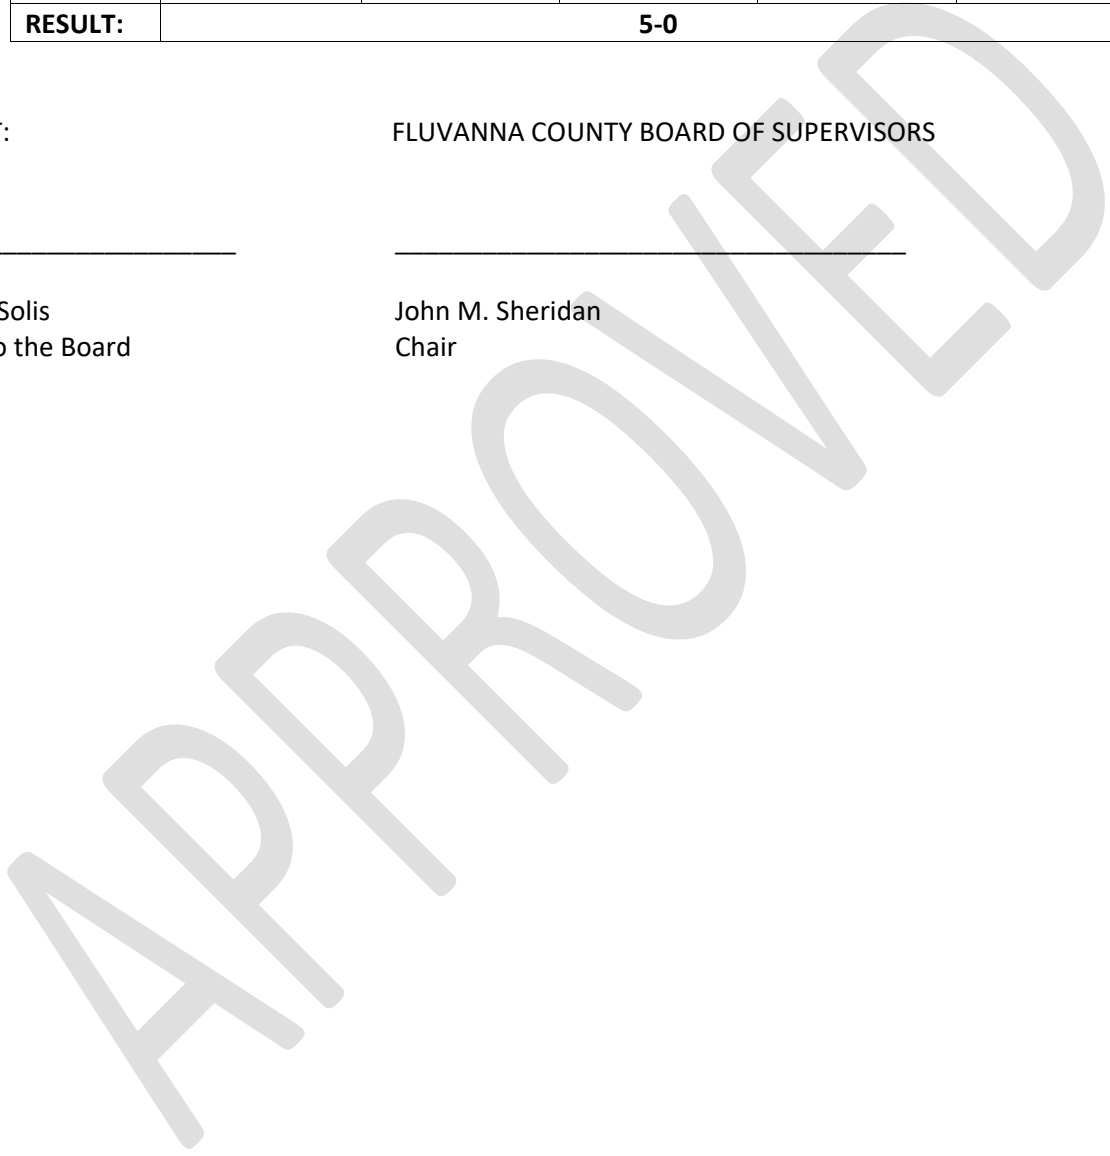 RESULT: 5-0
T: FLUVANNA COUNTY BOARD OF SUPERVISORS
Solis John M. Sheridan
o the Board Chair
APPROVED